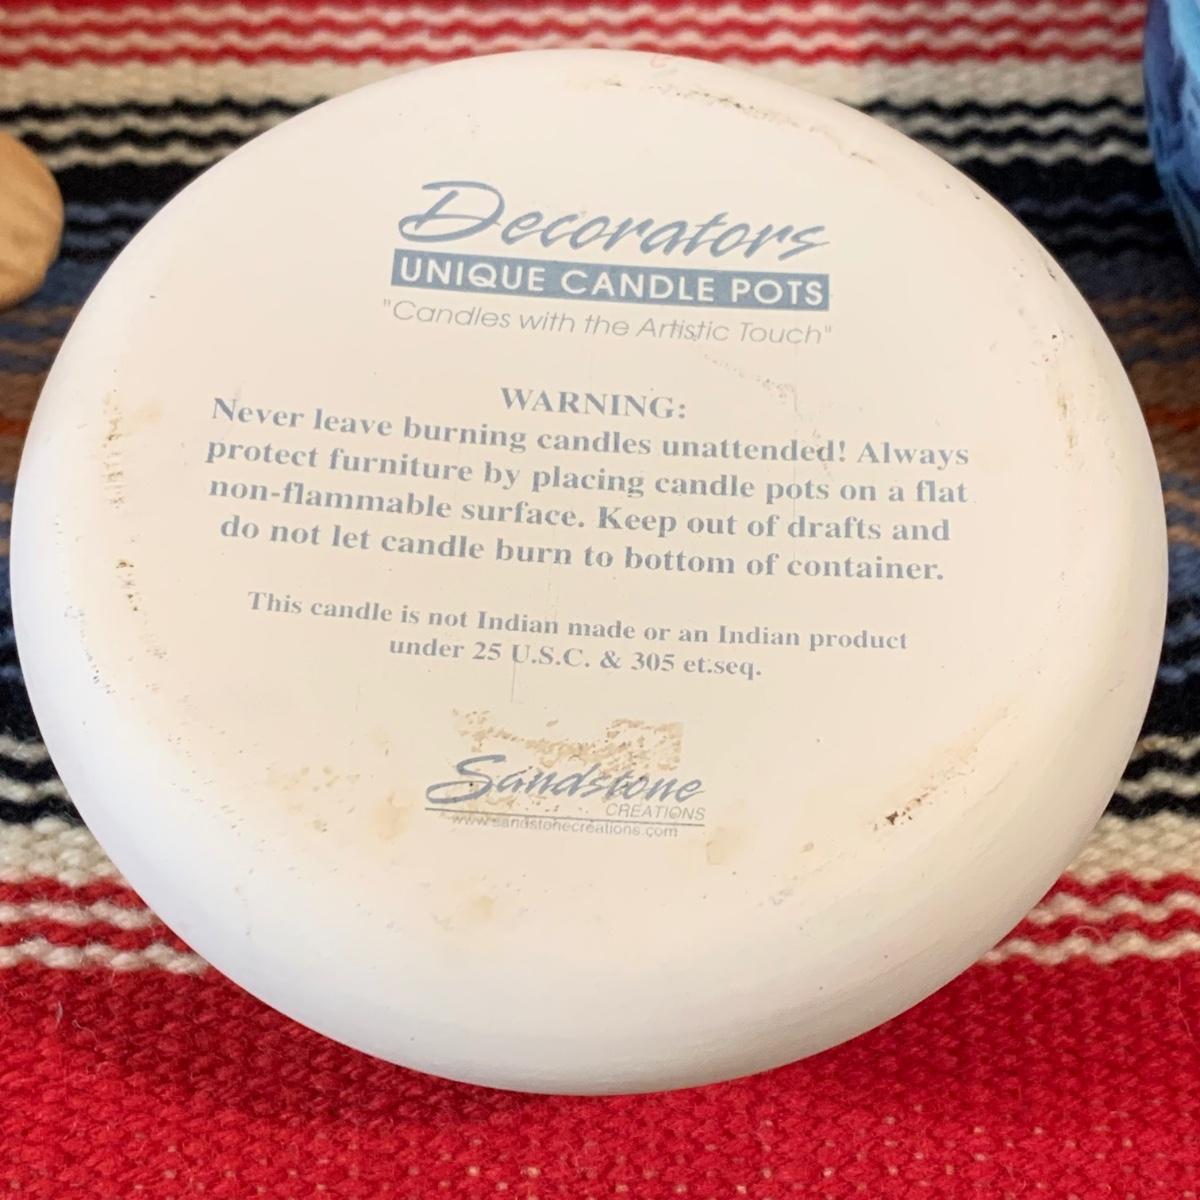 Decorators
UNIQUE CANDLE POTS
"Candles with the Artistic Touch"
WARNING:
Never leave burning candles unattended! Always
protect furniture by placing candle pots on a flat
non-flammable surface. Keep out of drafts and
do not let candle burn to bottom of container.
This candle is not Indian made or an Indian product
under 25 U.S.C. & 305 et.seq.
Sandstone
CREATIONS
www.sandstonecreations.com